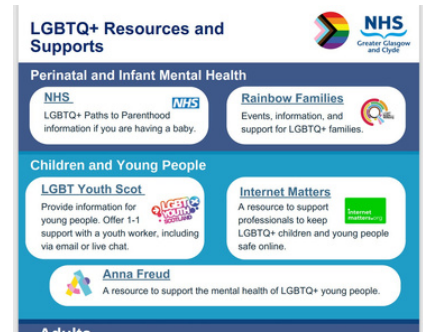 LGBTQ+ Resources and
Supports
NHS
Greater Glasgow
and Clyde
Perinatal and Infant Mental Health
NHS
NHS
LGBTQ+ Paths to Parenthood
information if you are having a baby.
Rainbow Families
Events, information, and
support for LGBTQ+ families.
Children and Young People
LGBT Youth Scot
Provide information for
young people. Offer 1-1
support with a youth worker, including
via email or live chat.
LGBTQ+
YOUTH
SCOTLAND
Internet Matters
A resource to support
professionals to keep
LGBTQ+ children and young people
safe online.
internet
matters.org
Anna Freud
A resource to support the mental health of LGBTQ+ young people.
Adults